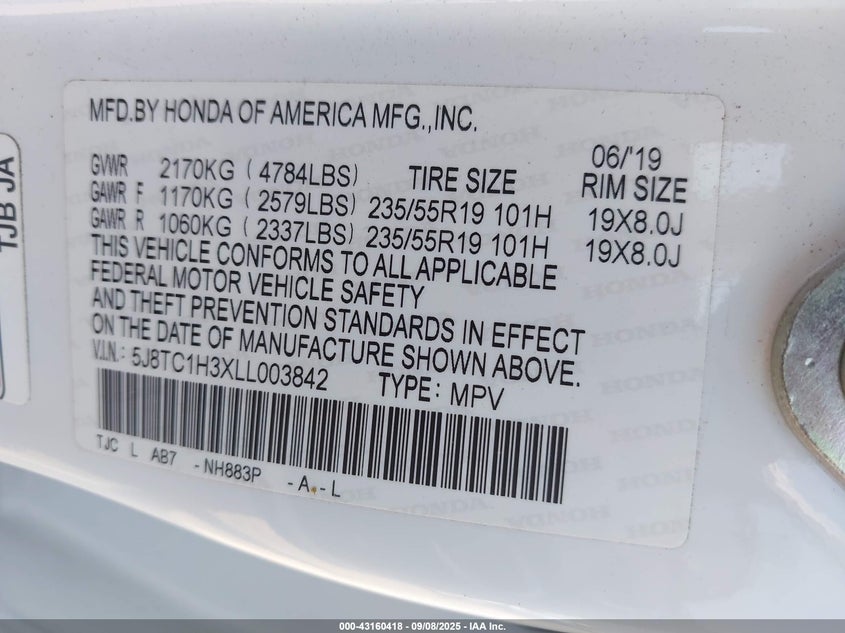 MFD.BY HONDA OF AMERICA MFG.,INC.
06/'19
GVWR 2170KG ( 4784LBS) TIRE SIZE RIM SIZE
GAWR F 1170KG ( 2579LBS) 235/55R19 101H 19X8.0J
GAWR R 1060KG ( 2337LBS) 235/55R19 101H 19X8.0J
THIS VEHICLE CONFORMS TO ALL APPLICABLE
FEDERAL MOTOR VEHICLE SAFETY
AND THEFT PREVENTION STANDARDS IN EFFECT
ON THE DATE OF MANUFACTURE SHOWN ABOVE.
V.I.N.: 5J8TC1H3XLL003842 TYPE: MPV
TJC L AB7 -NH883P -A.-L
TJB JA
000-43160418 - 09/08/2025 - IAA Inc.